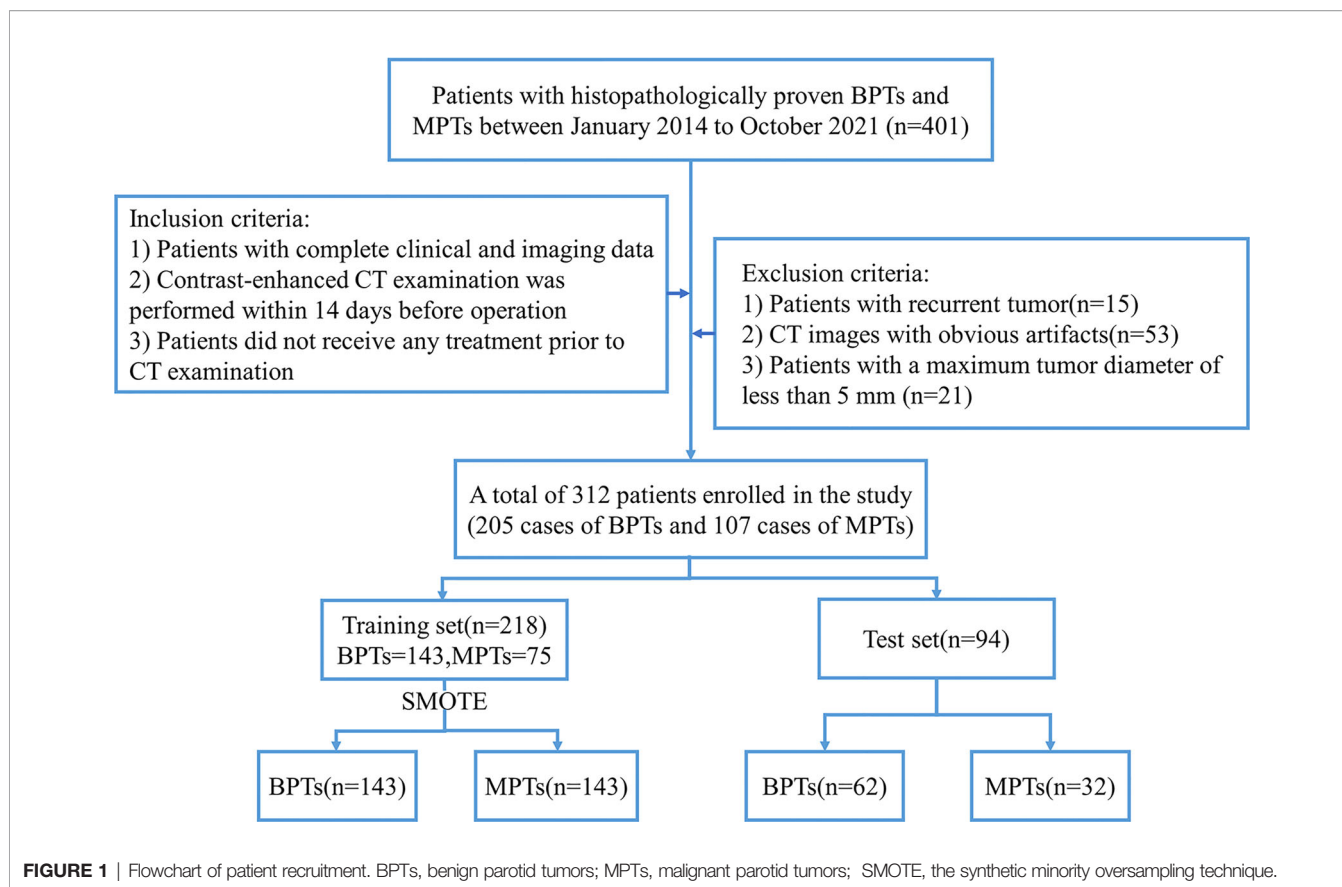 Patients with histopathologically proven BPTs and
MPTs between January 2014 to October 2021 (n=401)
Inclusion criteria:
1) Patients with complete clinical and imaging data
2) Contrast-enhanced CT examination was
performed within 14 days before operation
3) Patients did not receive any treatment prior to
CT examination
Exclusion criteria:
1) Patients with recurrent tumor(n=15)
2) CT images with obvious artifacts(n=53)
3) Patients with a maximum tumor diameter of
less than 5 mm (n=21)
A total of 312 patients enrolled in the study
(205 cases of BPTs and 107 cases of MPTs)
Training set(n=218)
BPTs=143,MPTs=75
Test set(n=94)
SMOTE
BPTs(n=143)
MPTs(n=143)
BPTs(n=62)
MPTs(n=32)
FIGURE 1 | Flowchart of patient recruitment. BPTs, benign parotid tumors; MPTs, malignant parotid tumors; SMOTE, the synthetic minority oversampling technique.